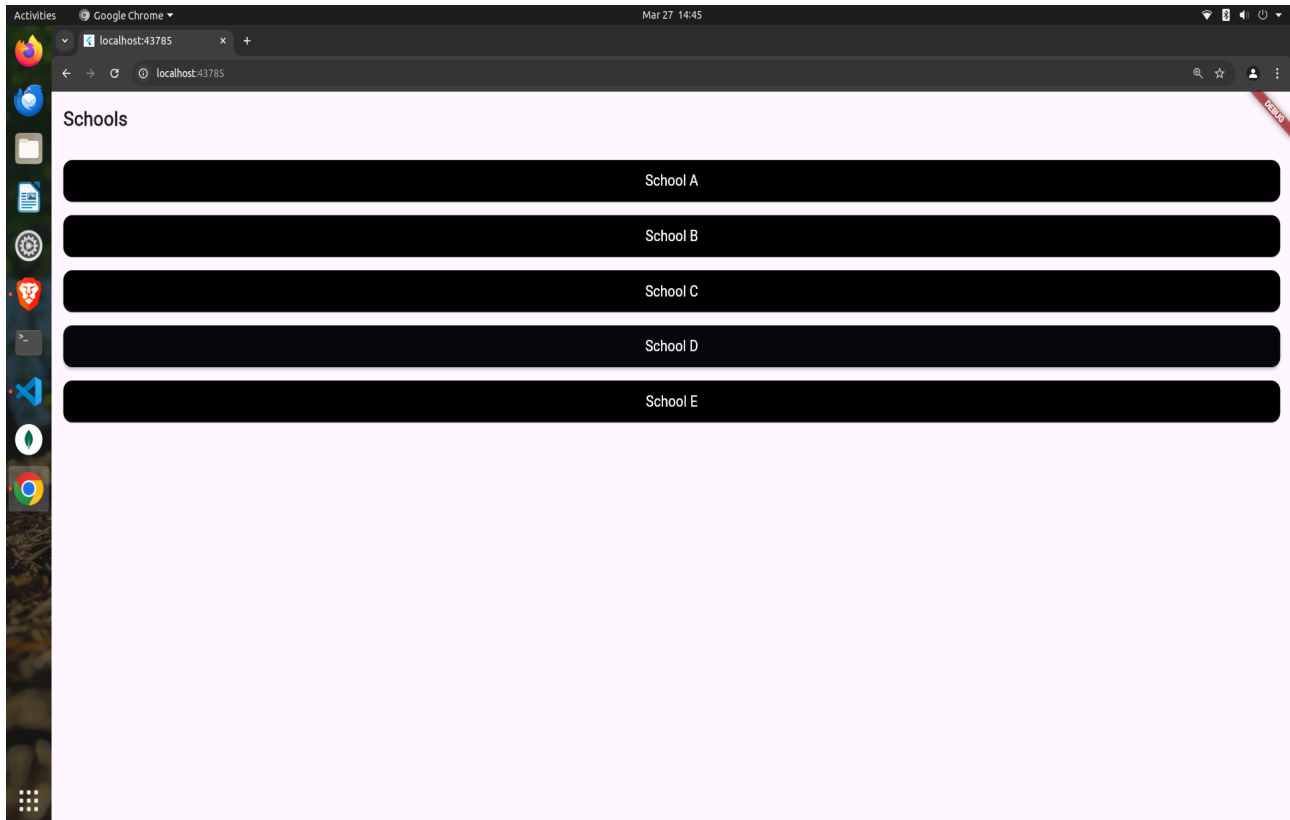 Activities Google Chrome Mar 27 14:45
localhost:43785
localhost:43785
DEBUG
Schools
School A
School B
School C
School D
School E